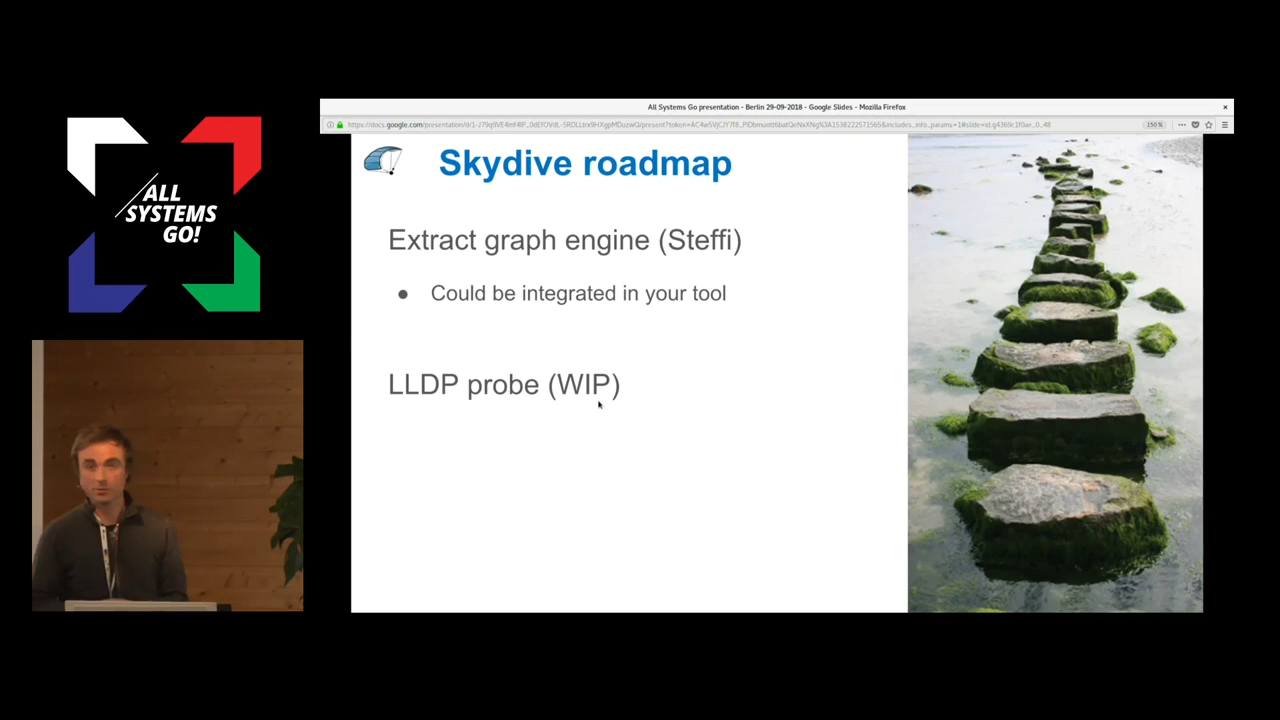 All Systems Go presentation - Berlin 29-09-2018 - Google Slides - Mozilla Firefox
150%
/ALL
SYSTEMS
GO!
Skydive roadmap
Extract graph engine (Steffi)
● Could be integrated in your tool
LLDP probe (WIP)